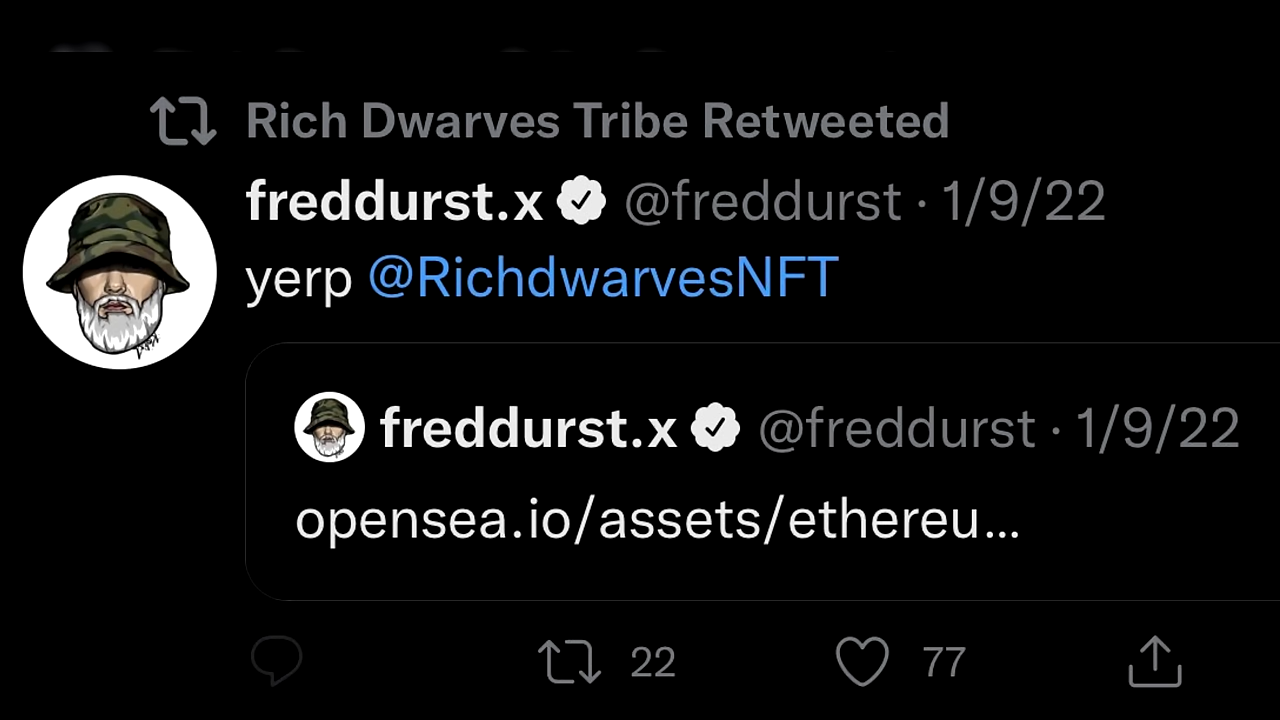 Rich Dwarves Tribe Retweeted
freddurst.x @freddurst · 1/9/22
yerp @RichdwarvesNFT
freddurst.x @freddurst · 1/9/22
opensea.io/assets/ethereu...
22 77